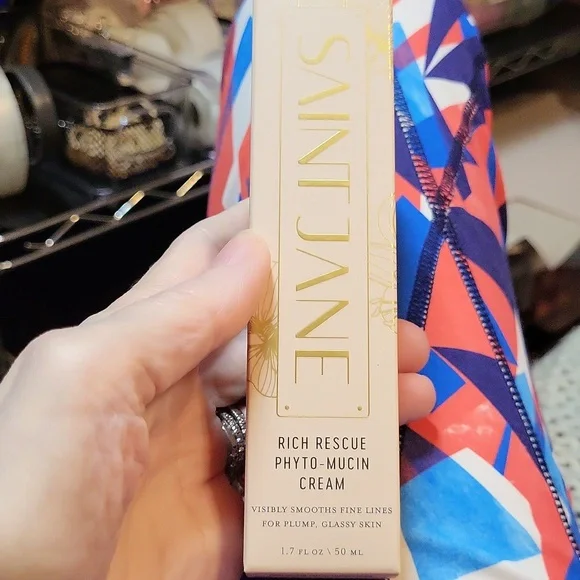 SAINT JANE
RICH RESCUE
PHYTO-MUCIN
CREAM
VISIBLY SMOOTHS FINE LINES
FOR PLUMP, GLASSY SKIN
1.7 FL OZ \ 50 ML